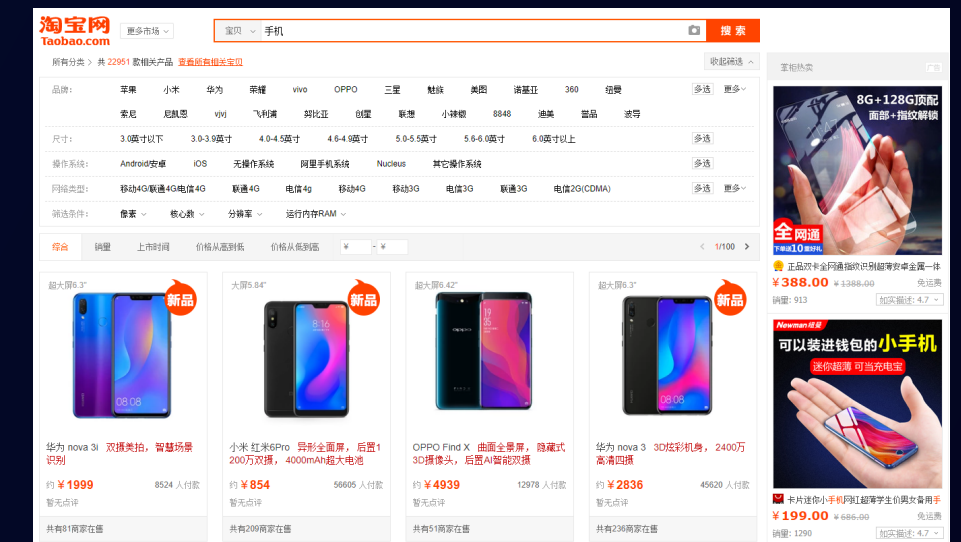 淘宝网
Taobao.com
更多市场
宝贝
手机
搜 索
所有分类 > 共 22951 款相关产品 查看所有相关宝贝
收起筛选
品牌: 苹果 小米 华为 荣耀 vivo OPPO 三星 魅族 美图 诺基亚 360 纽曼 多选 更多
索尼 尼凯恩 vjvj 飞利浦 努比亚 创星 联想 小辣椒 8848 迪美 誉品 波导
尺寸: 3.0英寸以下 3.0-3.9英寸 4.0-4.5英寸 4.6-4.9英寸 5.0-5.5英寸 5.6-6.0英寸 6.0英寸以上 多选
操作系统: Android/安卓 iOS 无操作系统 阿里手机系统 Nucleus 其它操作系统 多选
网络类型: 移动4G/联通4G/电信4G 联通4G 电信4g 移动4G 移动3G 电信3G 联通3G 电信2G(CDMA) 多选 更多
筛选条件: 像素 核心数 分辨率 运行内存RAM
综合 销量 上市时间 价格从高到低 价格从低到高 ¥ - ¥ < 1/100 >
超大屏6.3"
新品
08:08
华为 nova 3i 双摄美拍，智慧场景
识别
约 ¥1999 8524 人付款
暂无点评
共有81商家在售
大屏5.84"
新品
8:16
小米 红米6Pro 异形全面屏，后置1
200万双摄，4000mAh超大电池
约 ¥854 56605 人付款
暂无点评
共有209商家在售
超大屏6.42"
19
35
OPPO Find X 曲面全景屏，隐藏式
3D摄像头，后置AI智能双摄
约 ¥4939 12978 人付款
暂无点评
共有51商家在售
超大屏6.3"
新品
08:08
华为 nova 3 3D炫彩机身，2400万
高清四摄
约 ¥2836 45620 人付款
暂无点评
共有236商家在售
掌柜热卖
广告
8G+128G顶配
面部+指纹解锁
全网通
下单送10重好礼
正品双卡全网通指纹识别超薄安卓金属一体
¥388.00 ¥1388.00 免运费
销量: 913 如实描述: 4.7
Newman纽曼
可以装进钱包的小手机
迷你超薄 可当充电宝
卡片迷你小手机网红超薄学生价男女备用手
¥199.00 ¥686.00 免运费
销量: 1290 如实描述: 4.7